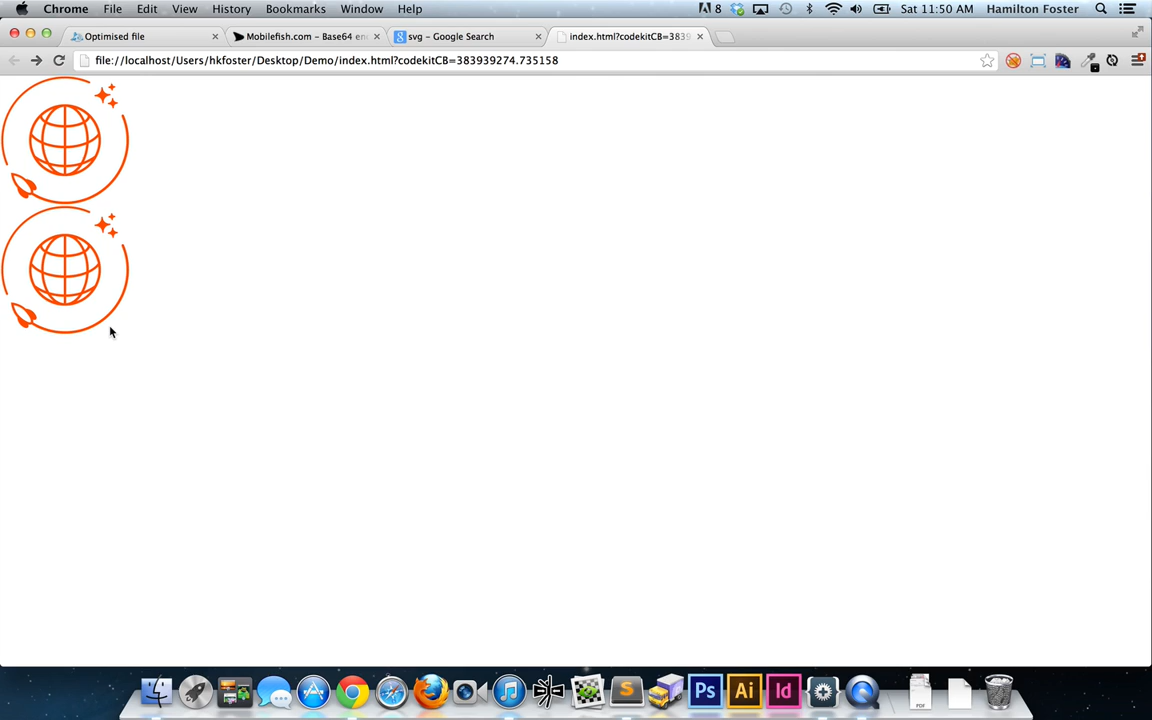 Chrome File Edit View History Bookmarks Window Help 8 Sat 11:50 AM Hamilton Foster
Optimised file Mobilefish.com - Base64 en svg - Google Search index.html?codekitCB=3839
file://localhost/Users/hkfoster/Desktop/Demo/index.html?codekitCB=383939274.735158
S Ps Ai Id PDF